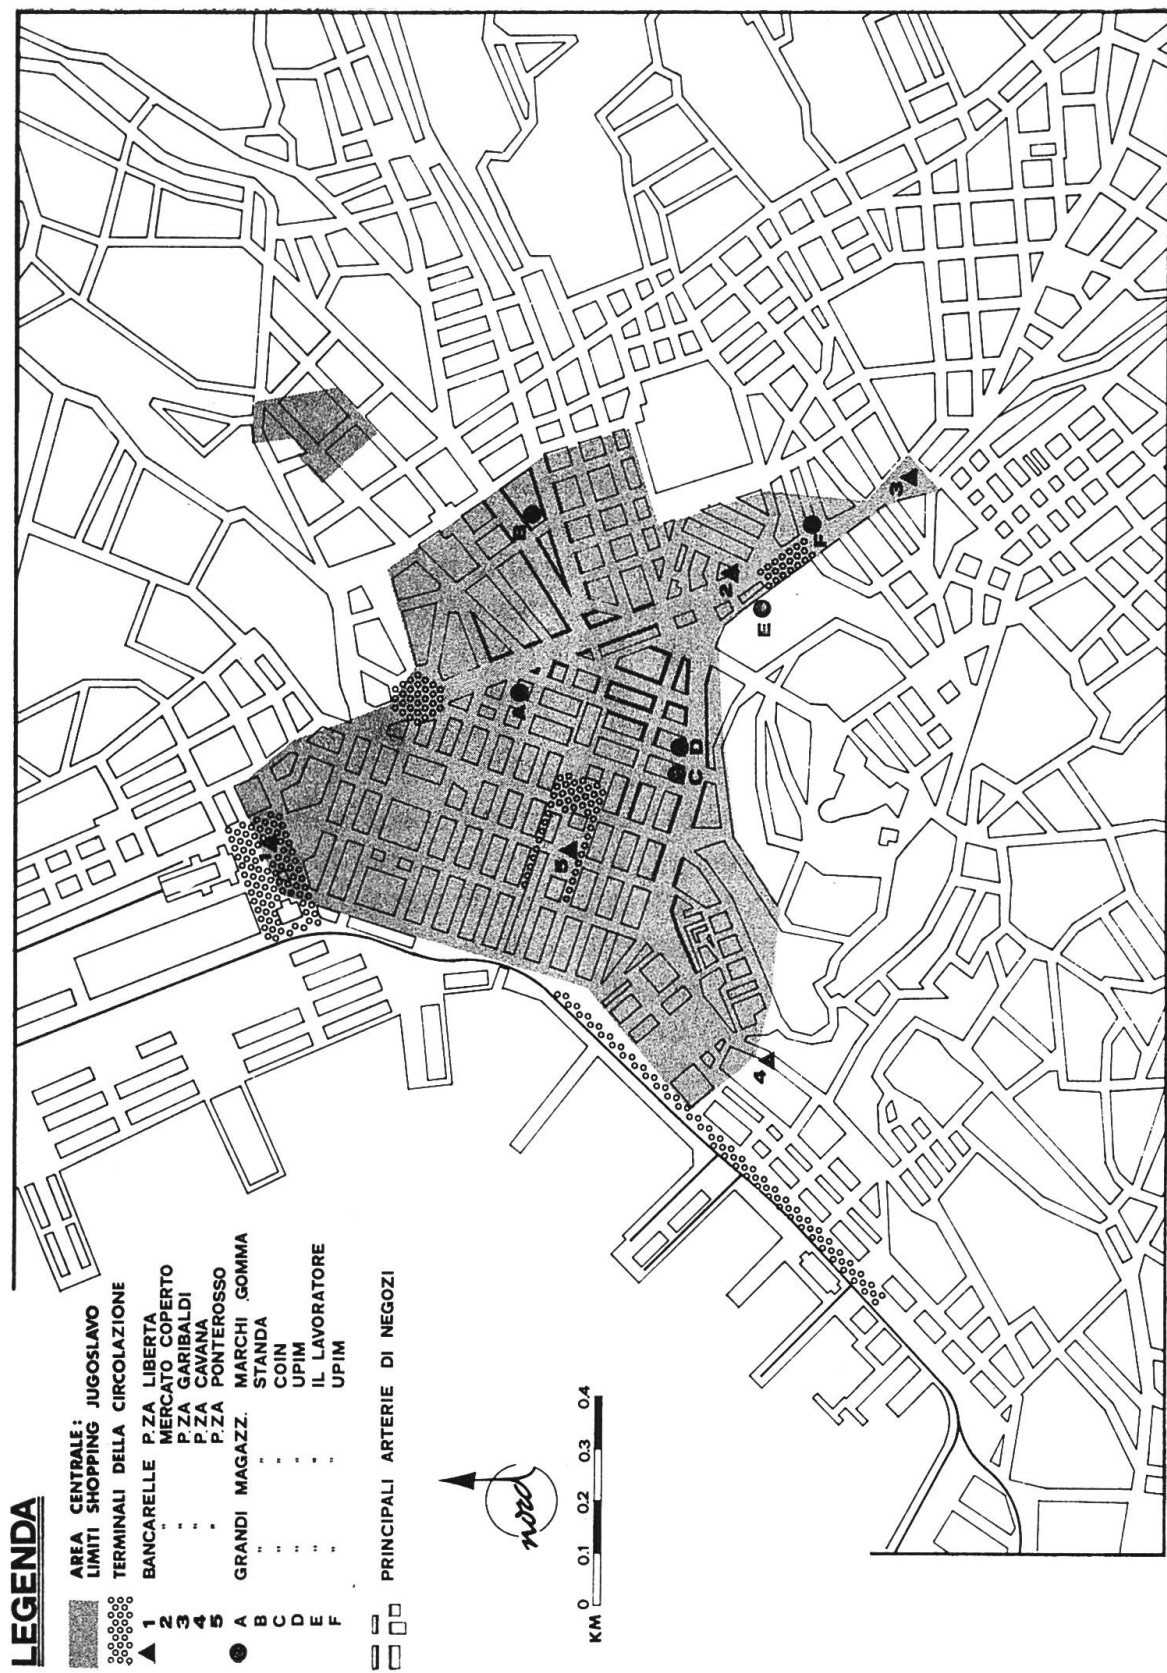 LEGENDA
AREA CENTRALE :
LIMITI SHOPPING JUGOSLAVO
TERMINALI DELLA CIRCOLAZIONE
1 BANCARELLE P.ZA LIBERTA
2 " MERCATO COPERTO
3 " P.ZA GARIBALDI
4 " P.ZA CAVANA
5 " P.ZA PONTEROSSO
A GRANDI MAGAZZ. MARCHI GOMMA
B " " STANDA
C " " COIN
D " " UPIM
E " " IL LAVORATORE
F " " UPIM
PRINCIPALI ARTERIE DI NEGOZI
nord
0 0.1 0.2 0.3 0.4
KM
1
B
A
5
C
D
2
E
F
3
4